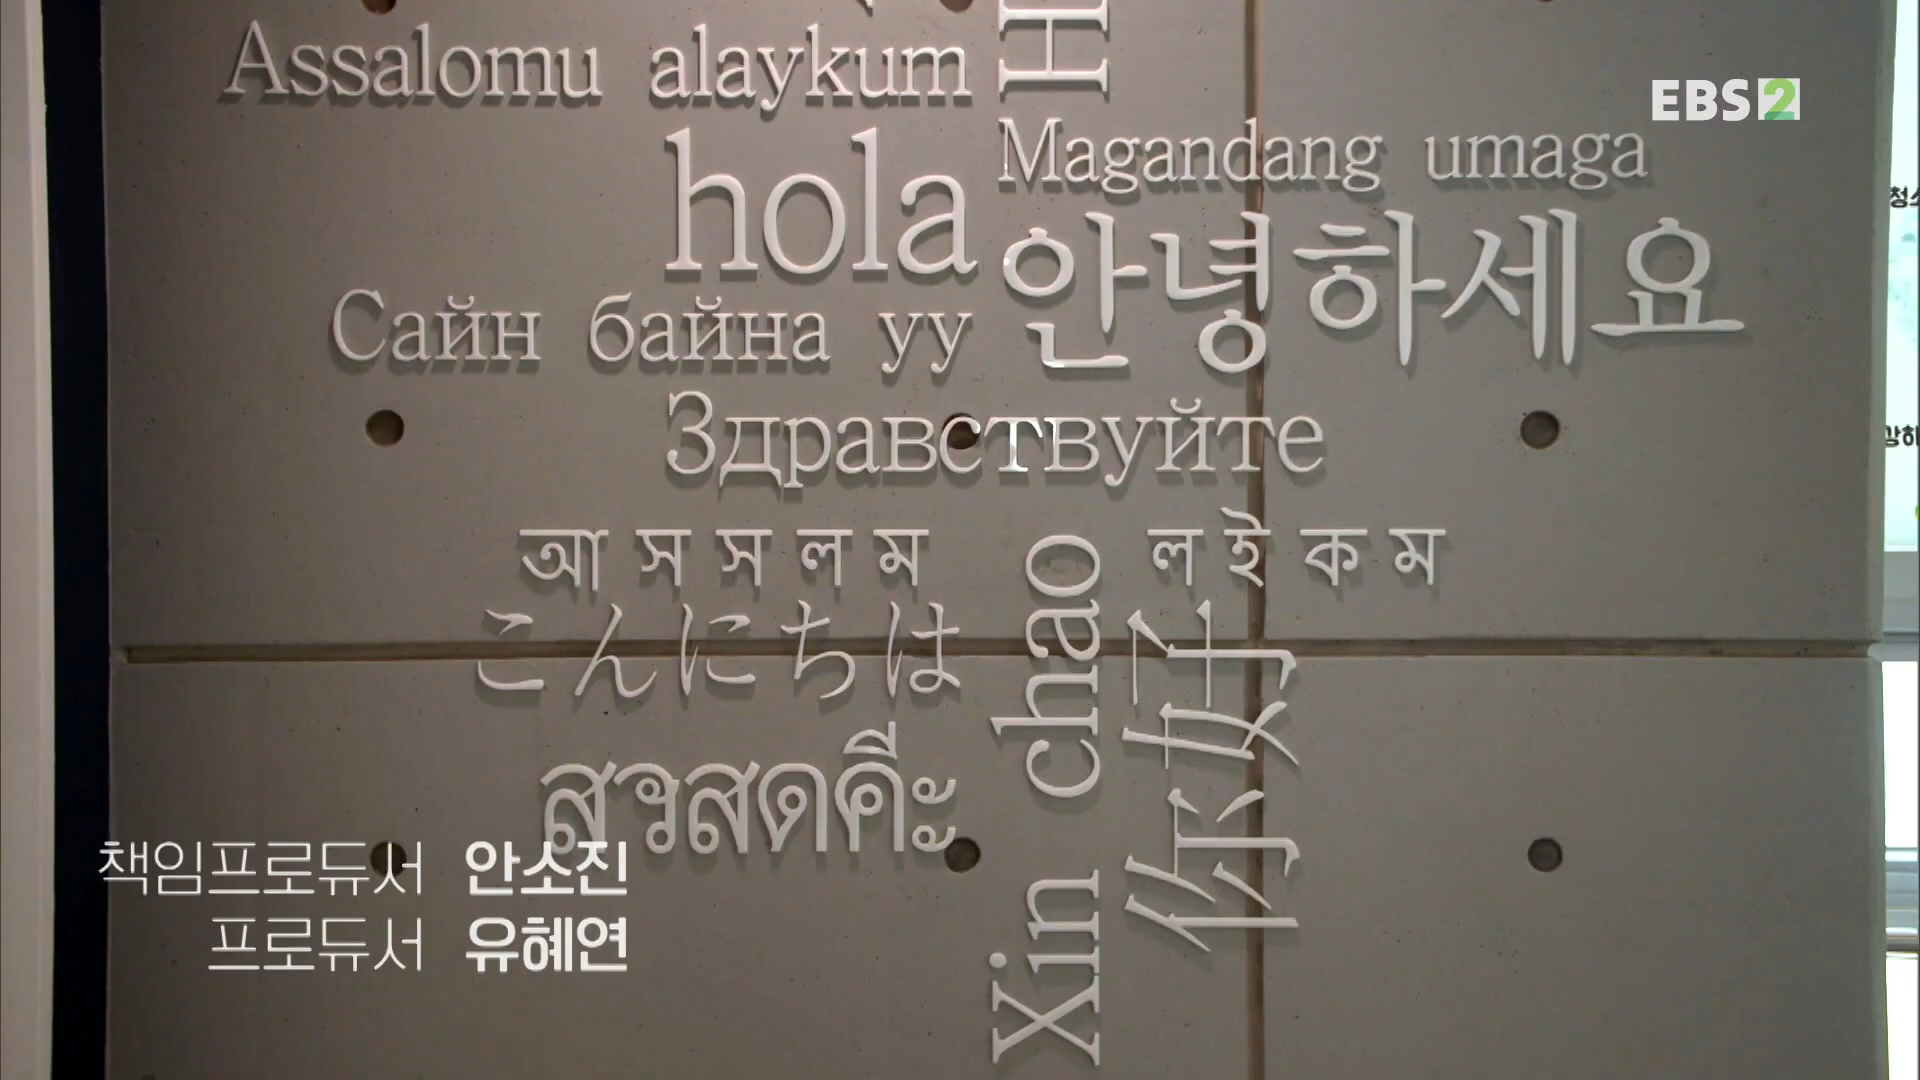 Assalomu alaykum
H
EBS2
Magandang umaga
hola
안녕하세요
Сайн байна уу
Здравствуйте
আ স স ল ম
ল ই ক ম
こんにちは
Xin chao
你好
สวสดคีะ
책임프로듀서 안소진
프로듀서 유혜연